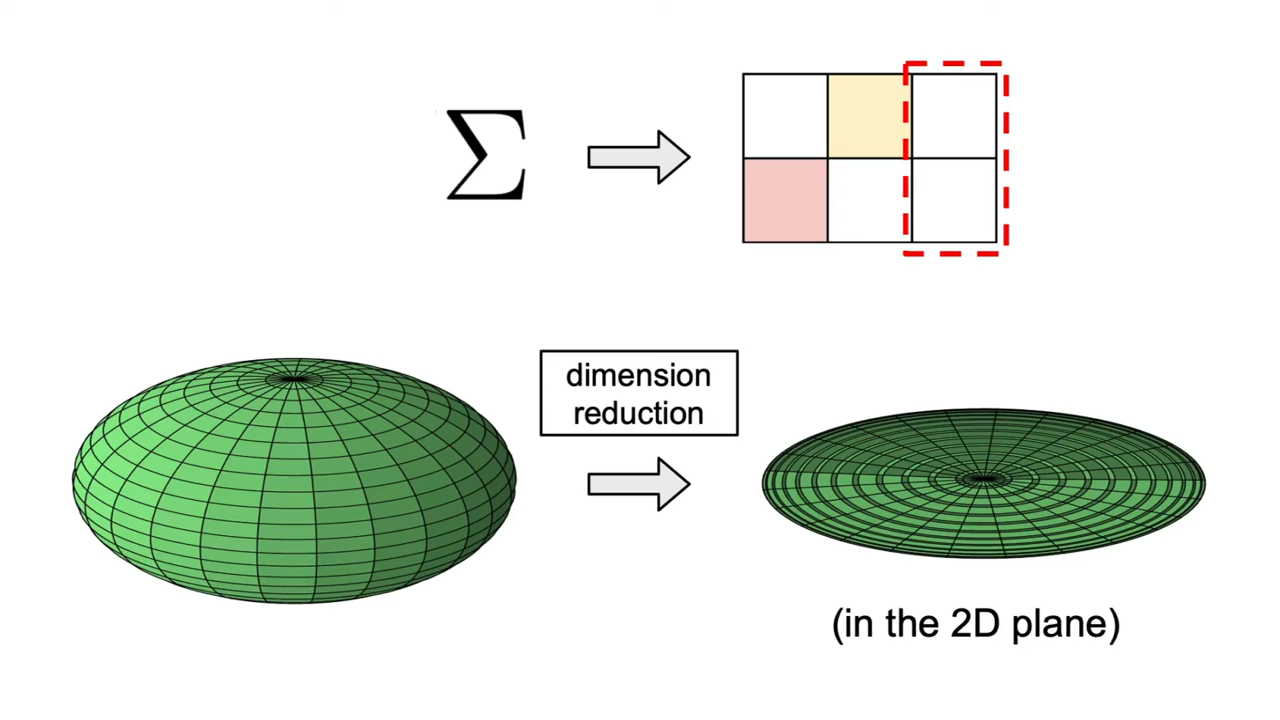 Σ
dimension
reduction
(in the 2D plane)